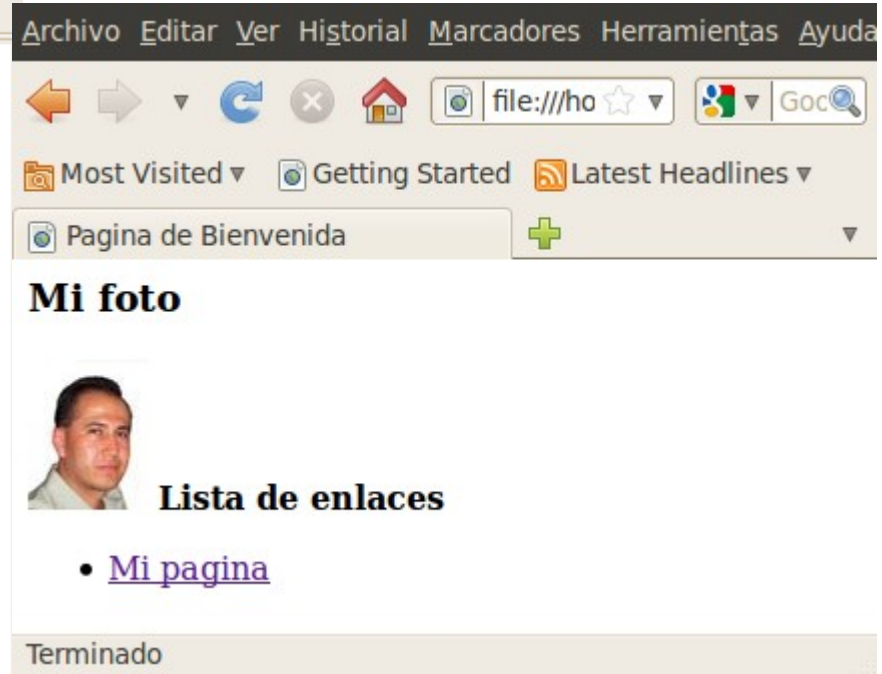 Archivo Editar Ver Historial Marcadores Herramientas Ayuda
file:///ho Goo
Most Visited Getting Started Latest Headlines
Pagina de Bienvenida
Mi foto
Lista de enlaces
• Mi pagina
Terminado